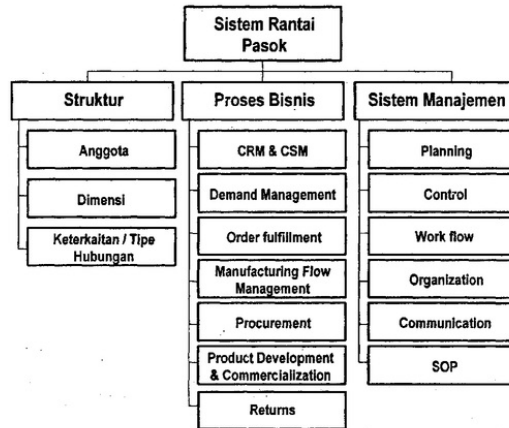 Sistem Rantai
Pasok
Struktur
Anggota
Dimensi
Keterkaitan / Tipe
Hubungan
Proses Bisnis
CRM & CSM
Demand Management
Order fulfillment
Manufacturing Flow
Management
Procurement
Product Development
& Commercialization
Returns
Sistem Manajemen
Planning
Control
Work flow
Organization
Communication
SOP